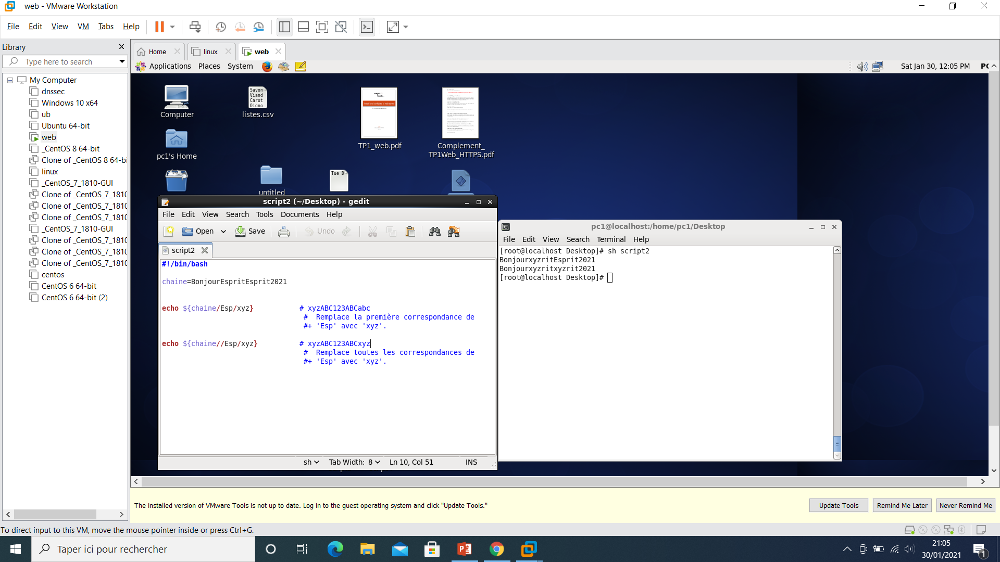 web - VMware Workstation
File Edit View VM Tabs Help
Library
Type here to search
My Computer
dnssec
Windows 10 x64
ub
Ubuntu 64-bit
web
_CentOS 8 64-bit
Clone of _CentOS 8 64-bi
linux
_CentOS_7_1810-GUI
Clone of _CentOS_7_1810
Clone of _CentOS_7_1810
Clone of _CentOS_7_1810
_CentOS_7_1810-GUI
Clone of _CentOS_7_1810
Clone of _CentOS_7_1810
Clone of _CentOS_7_1810
centos
CentOS 6 64-bit
CentOS 6 64-bit (2)
Home linux web
Applications Places System
Sat Jan 30, 12:05 PM PC
Computer
Savon
Viand
Carot
Oigno
listes.csv
TP1_web.pdf
Complement_
TP1Web_HTTPS.pdf
pc1's Home
untitled
Tue D
script2 (~/Desktop) - gedit
File Edit View Search Tools Documents Help
Open Save Undo
script2
#!/bin/bash
chaine=BonjourEspritEsprit2021
echo ${chaine/Esp/xyz} # xyzABC123ABCabc
# Remplace la première correspondance de
#+ 'Esp' avec 'xyz'.
echo ${chaine//Esp/xyz} # xyzABC123ABCxyz
# Remplace toutes les correspondances de
#+ 'Esp' avec 'xyz'.
sh Tab Width: 8 Ln 10, Col 51 INS
pc1@localhost:/home/pc1/Desktop
File Edit View Search Terminal Help
[root@localhost Desktop]# sh script2
BonjourxyzritEsprit2021
Bonjourxyzritxyzrit2021
[root@localhost Desktop]#
The installed version of VMware Tools is not up to date. Log in to the guest operating system and click "Update Tools."
Update Tools Remind Me Later Never Remind Me
To direct input to this VM, move the mouse pointer inside or press Ctrl+G.
Taper ici pour rechercher
21:05
30/01/2021
1